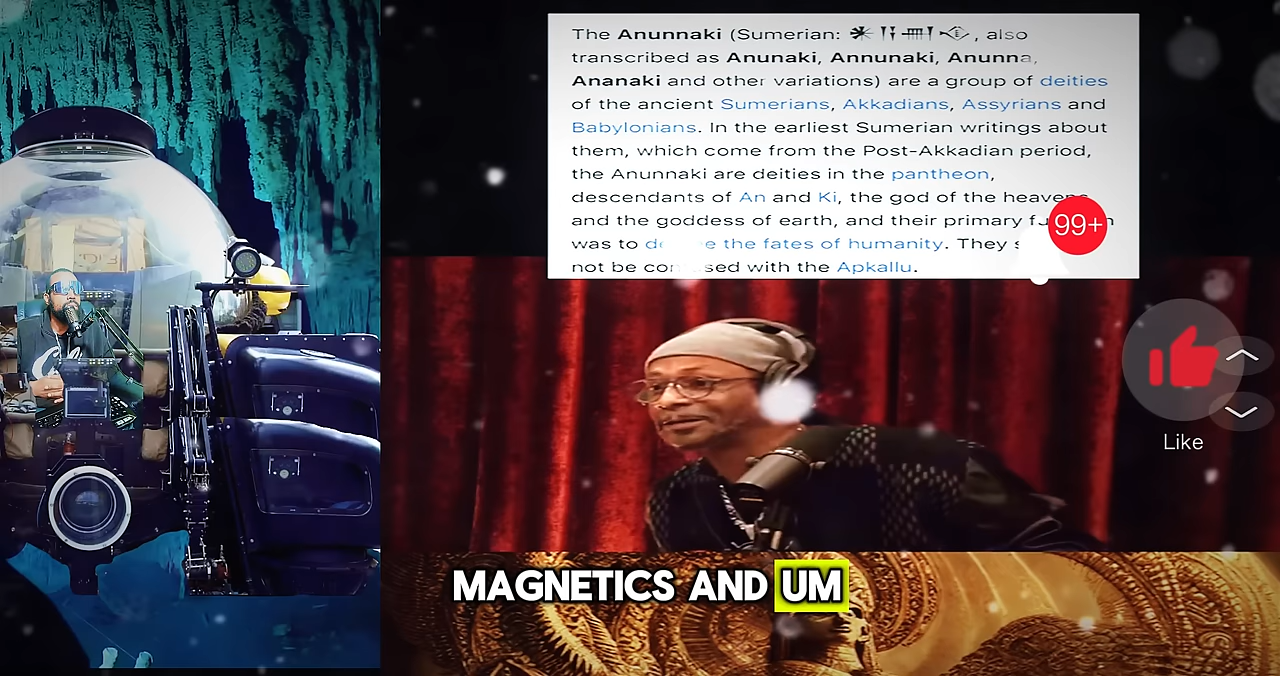 The Anunnaki (Sumerian: 𒀭𒀀𒉣𒈾, also
transcribed as Anunaki, Annunaki, Anunna,
Ananaki and other variations) are a group of deities
of the ancient Sumerians, Akkadians, Assyrians and
Babylonians. In the earliest Sumerian writings about
them, which come from the Post-Akkadian period,
the Anunnaki are deities in the pantheon,
descendants of An and Ki, the god of the heavens
and the goddess of earth, and their primary
was to the fates of humanity. They
not be with the Apkallu.
99+
Like
MAGNETICS AND UM